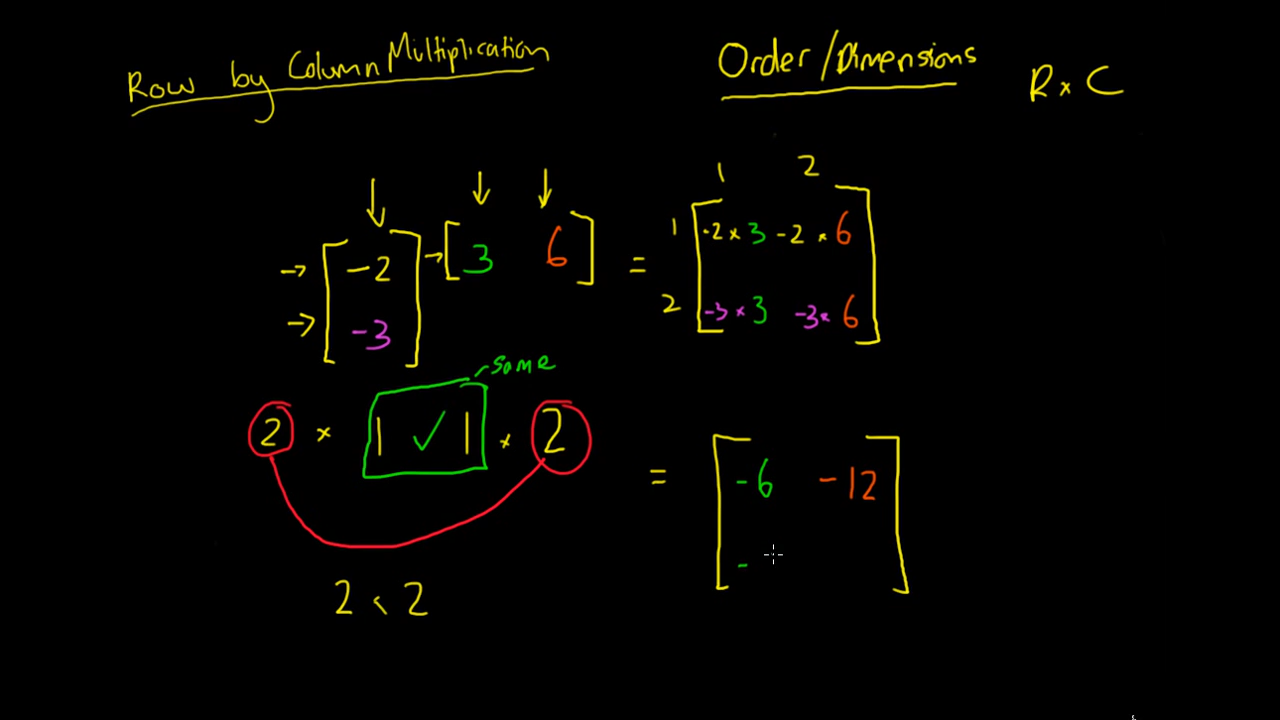 Row by Column Multiplication
Order/Dimensions R x C
1 2
[-2] [3 6] = 1 [-2 x 3 -2 x 6]
[-3] 2 [-3 x 3 -3 x 6]
same
2 x 1 ✓ 1 x 2
= [-6 -12]
[-]
2 x 2